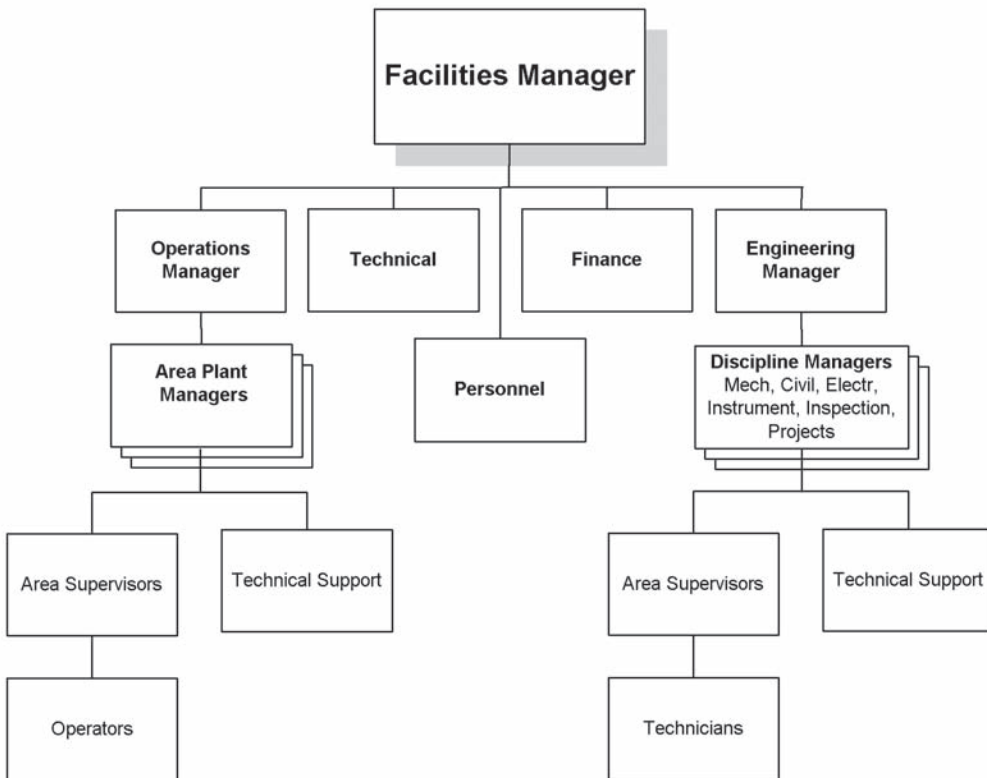 Facilities Manager
Operations
Manager
Technical
Finance
Engineering
Manager
Area Plant
Managers
Personnel
Discipline Managers
Mech, Civil, Electr,
Instrument, Inspection,
Projects
Area Supervisors
Technical Support
Area Supervisors
Technical Support
Operators
Technicians